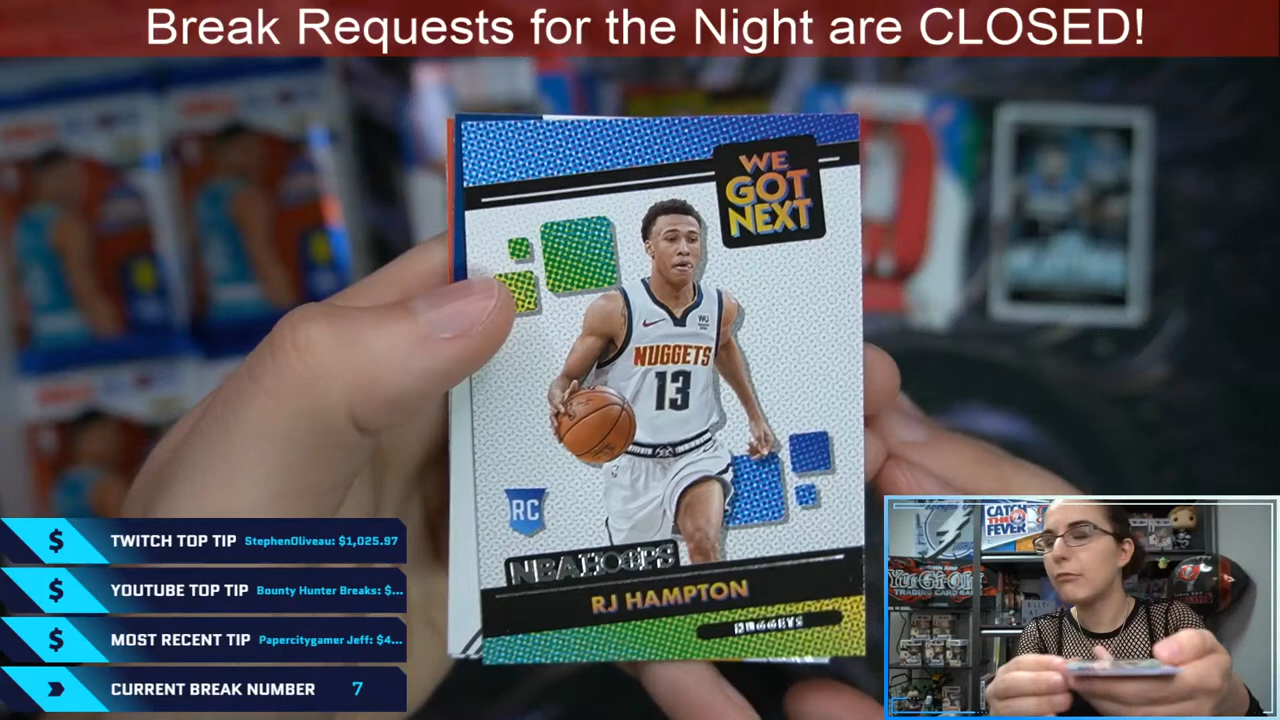 Break Requests for the Night are CLOSED!
WE
GOT
NEXT
NUGGETS
13
RC
NBA HOOPS
RJ HAMPTON
NUGGETS
TWITCH TOP TIP StephenOliveau: $1,025.97
YOUTUBE TOP TIP Bounty Hunter Breaks: $...
MOST RECENT TIP Papercitygamer Jeff: $4...
CURRENT BREAK NUMBER 7
CATCH
THE
FEVER
Yu-Gi-Oh!
TRADING CARD GAME